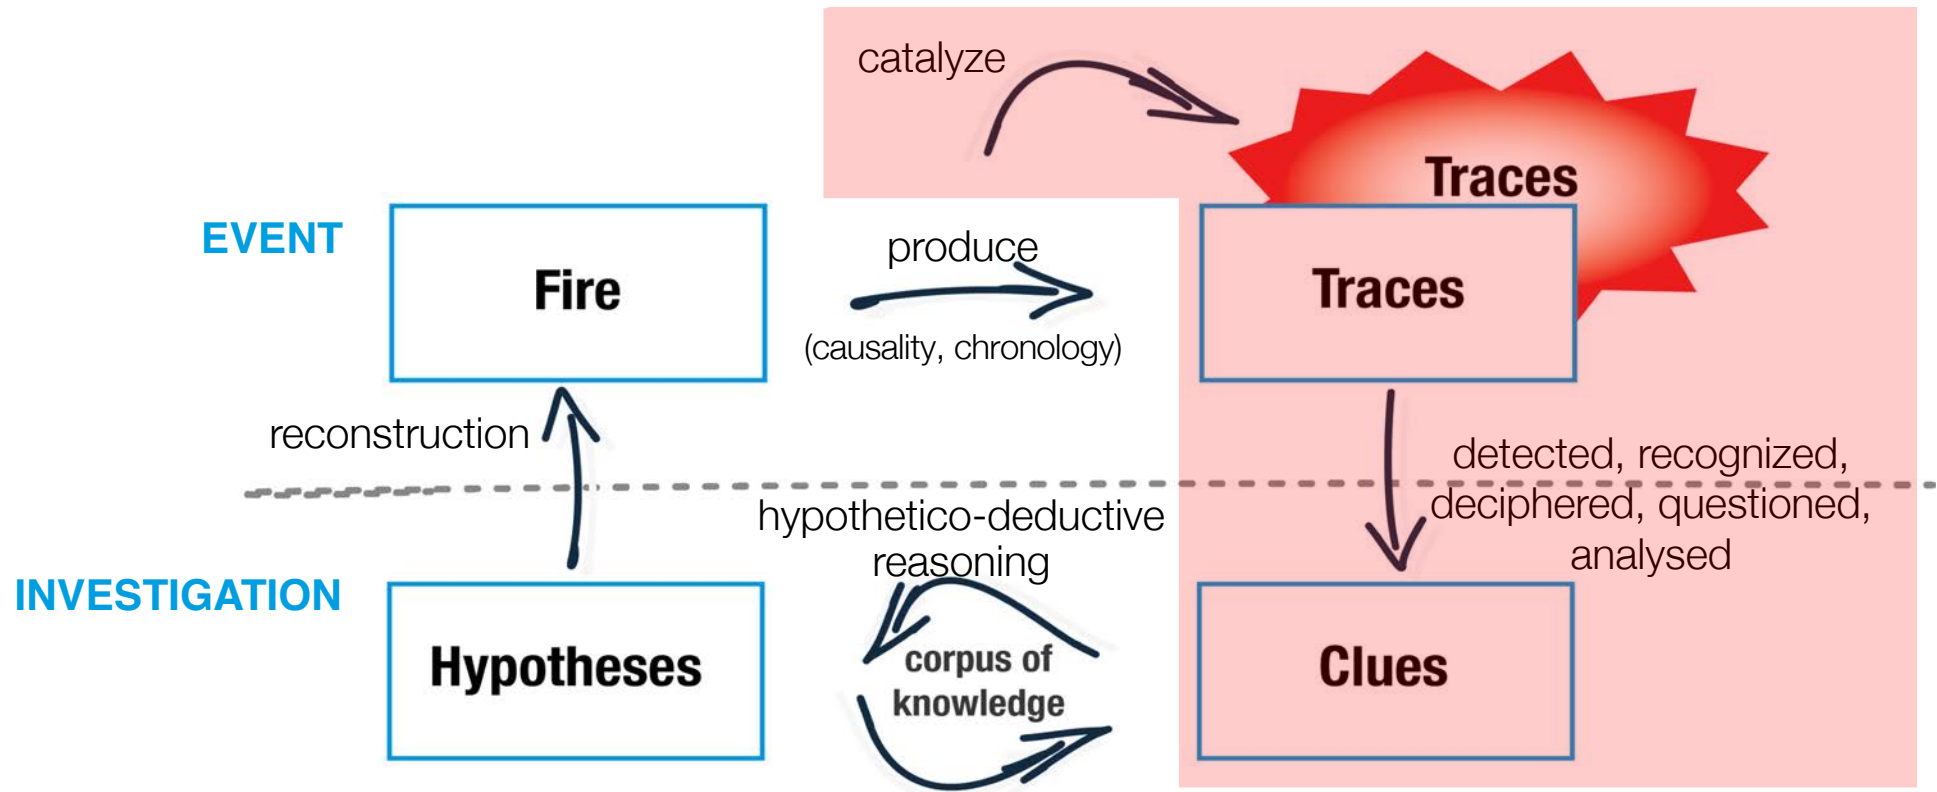 catalyze
Traces
EVENT
Fire
produce
(causality, chronology)
Traces
reconstruction
detected, recognized,
deciphered, questioned,
analysed
hypothetico-deductive
reasoning
INVESTIGATION
Hypotheses
corpus of
knowledge
Clues